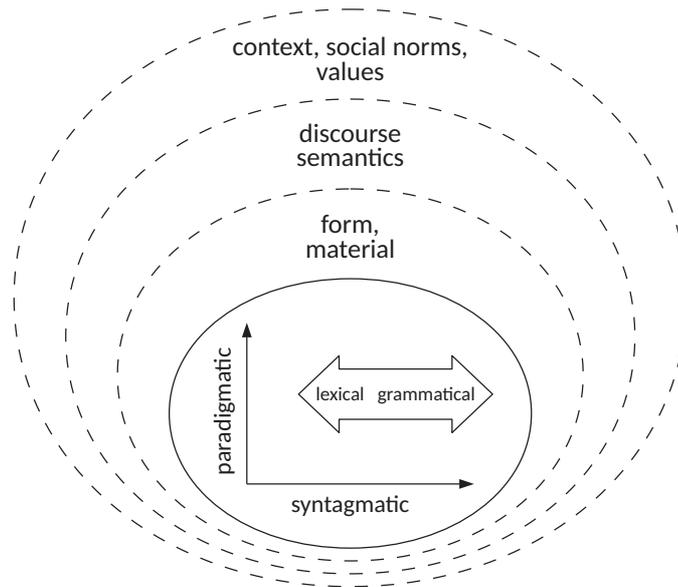 context, social norms,
values
discourse
semantics
form,
material
paradigmatic
lexical grammatical
syntagmatic